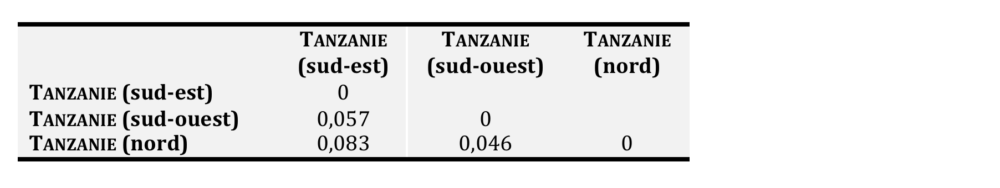 TANZANIE TANZANIE TANZANIE
(sud-est) (sud-ouest) (nord)
TANZANIE (sud-est) 0
TANZANIE (sud-ouest) 0,057 0
TANZANIE (nord) 0,083 0,046 0